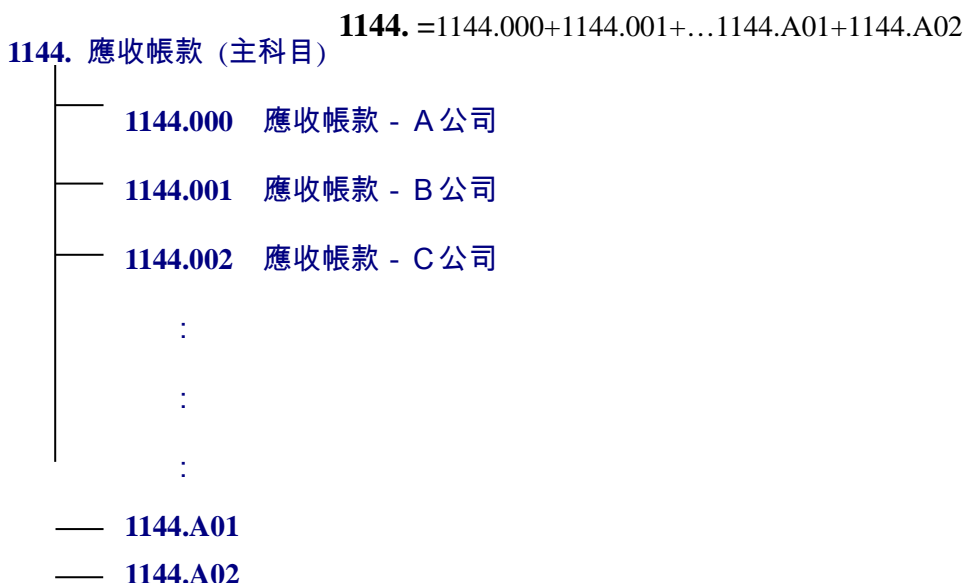 1144. =1144.000+1144.001+…1144.A01+1144.A02
1144. 應收帳款 (主科目)
1144.000 應收帳款 - A公司
1144.001 應收帳款 - B公司
1144.002 應收帳款 - C公司
:
:
:
1144.A01
1144.A02